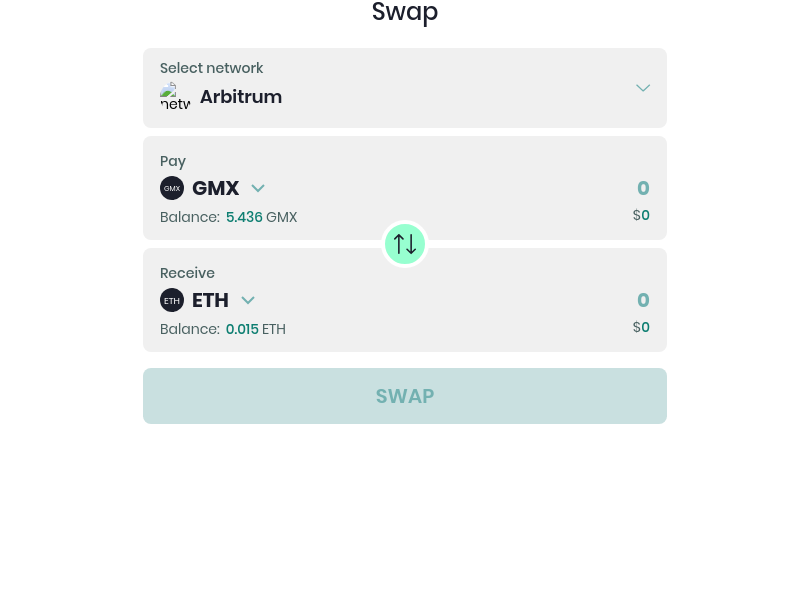 Swap
Select network
netw
Arbitrum
Pay
GMX GMX
0
Balance: 5.436 GMX
$0
Receive
ETH ETH
0
Balance: 0.015 ETH
$0
SWAP